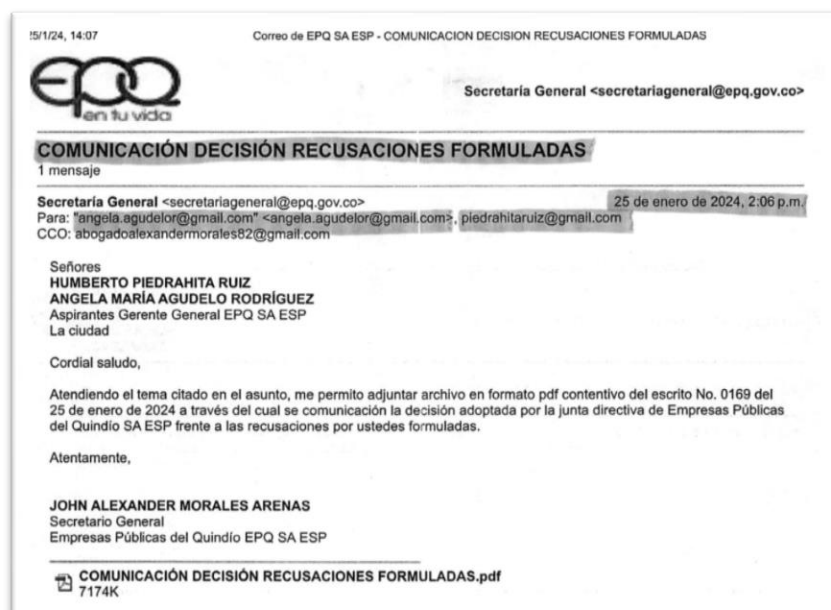 !5/1/24, 14:07 Correo de EPQ SA ESP - COMUNICACION DECISION RECUSACIONES FORMULADAS
epq
en tu vida
Secretaría General <secretariageneral@epq.gov.co>
COMUNICACIÓN DECISIÓN RECUSACIONES FORMULADAS
1 mensaje
Secretaría General <secretariageneral@epq.gov.co> 25 de enero de 2024, 2:06 p.m.
Para: "angela.agudelor@gmail.com" <angela.agudelor@gmail.com>, piedrahitaruiz@gmail.com
CCO: abogadoalexandermorales82@gmail.com
Señores
HUMBERTO PIEDRAHITA RUIZ
ANGELA MARÍA AGUDELO RODRÍGUEZ
Aspirantes Gerente General EPQ SA ESP
La ciudad
Cordial saludo,
Atendiendo el tema citado en el asunto, me permito adjuntar archivo en formato pdf contentivo del escrito No. 0169 del
25 de enero de 2024 a través del cual se comunicación la decisión adoptada por la junta directiva de Empresas Públicas
del Quindío SA ESP frente a las recusaciones por ustedes formuladas.
Atentamente,
JOHN ALEXANDER MORALES ARENAS
Secretario General
Empresas Públicas del Quindío EPQ SA ESP
COMUNICACIÓN DECISIÓN RECUSACIONES FORMULADAS.pdf
7174K